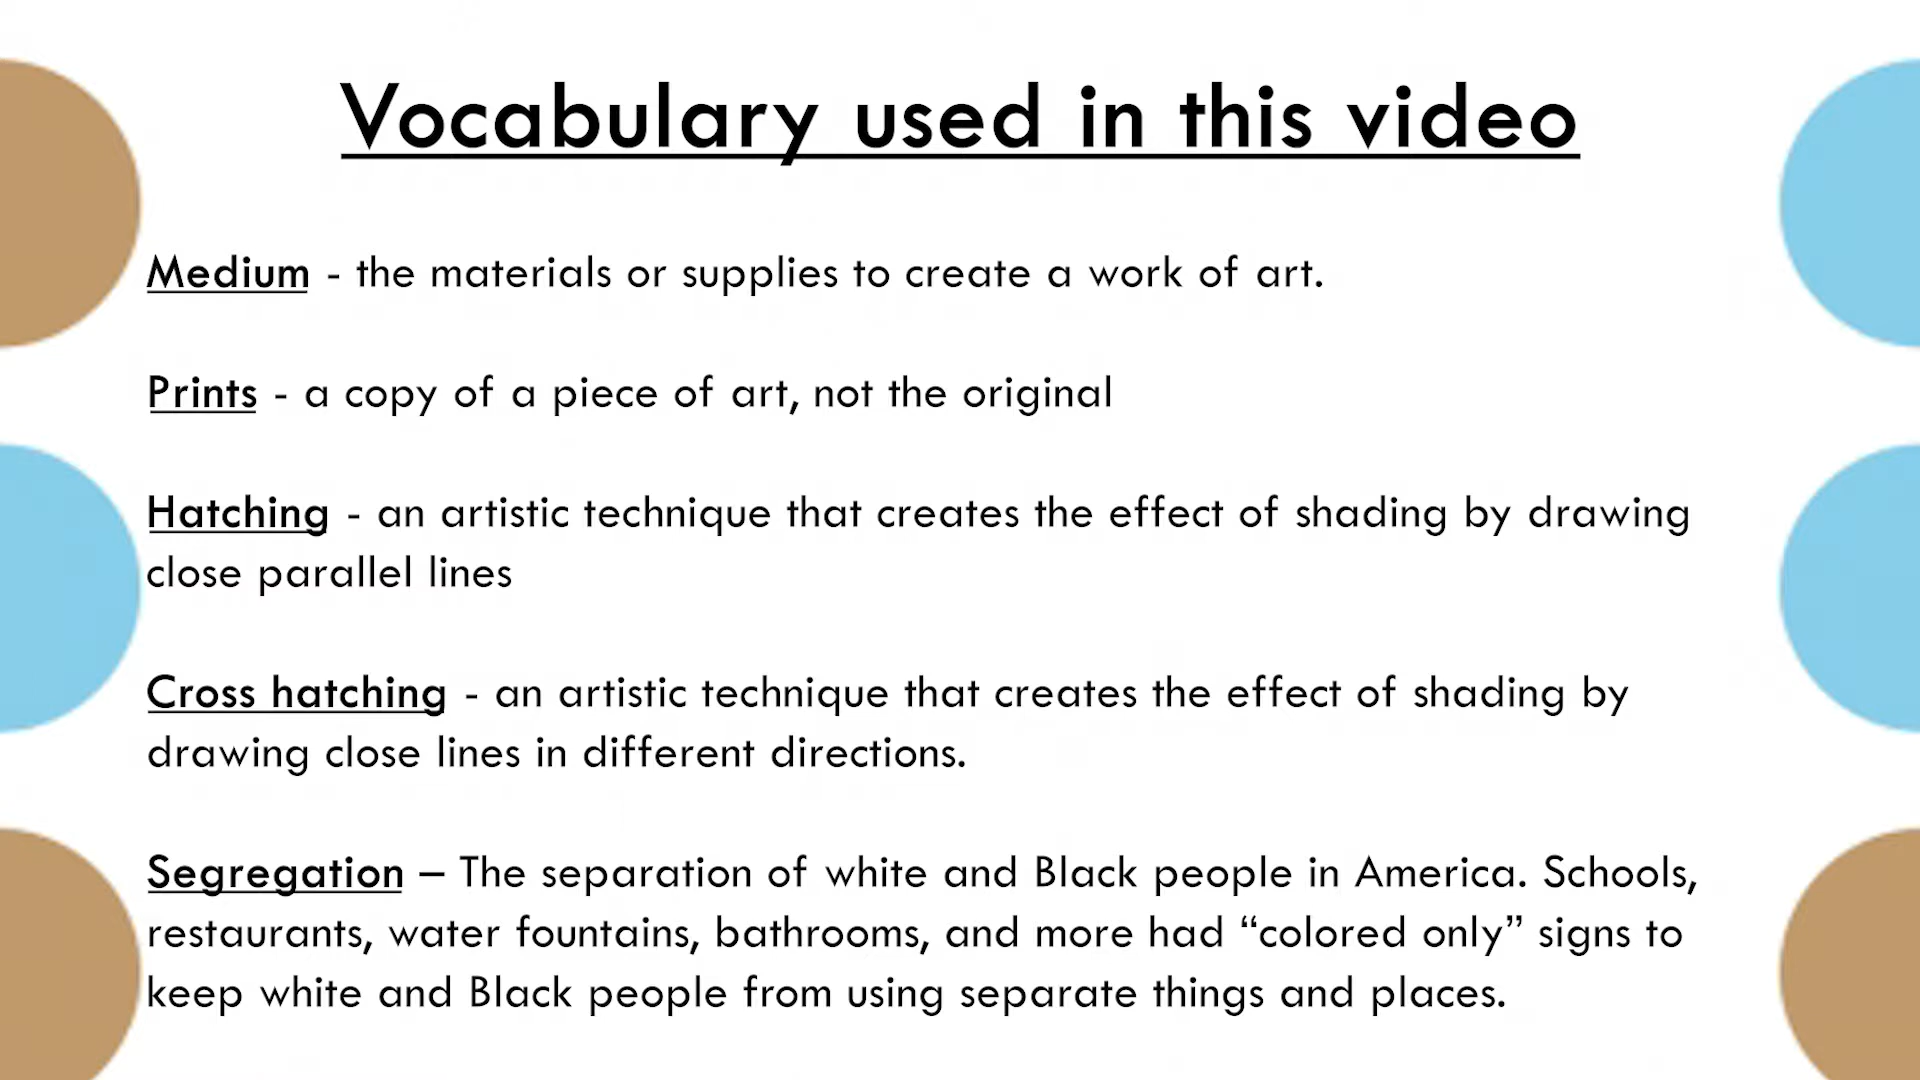 Vocabulary used in this video
Medium - the materials or supplies to create a work of art.
Prints - a copy of a piece of art, not the original
Hatching - an artistic technique that creates the effect of shading by drawing
close parallel lines
Cross hatching - an artistic technique that creates the effect of shading by
drawing close lines in different directions.
Segregation – The separation of white and Black people in America. Schools,
restaurants, water fountains, bathrooms, and more had “colored only” signs to
keep white and Black people from using separate things and places.